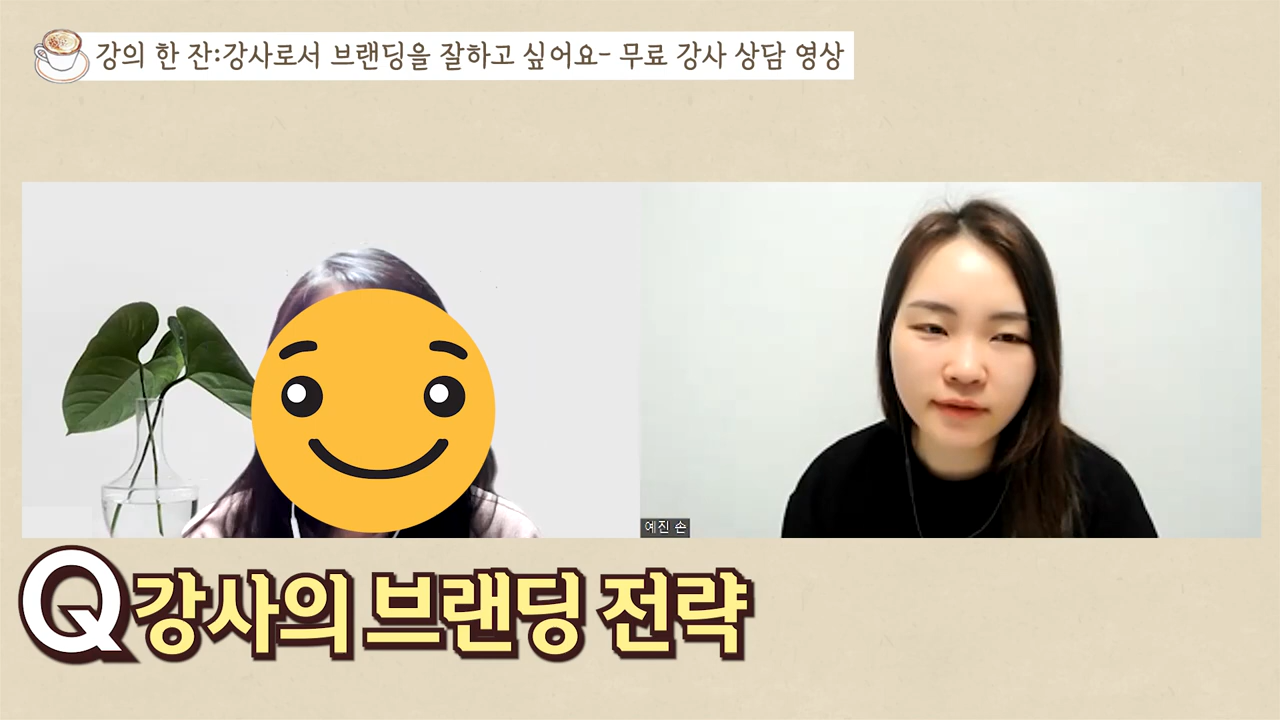 강의 한 잔:강사로서 브랜딩을 잘하고 싶어요- 무료 강사 상담 영상
예진 손
Q 강사의 브랜딩 전략